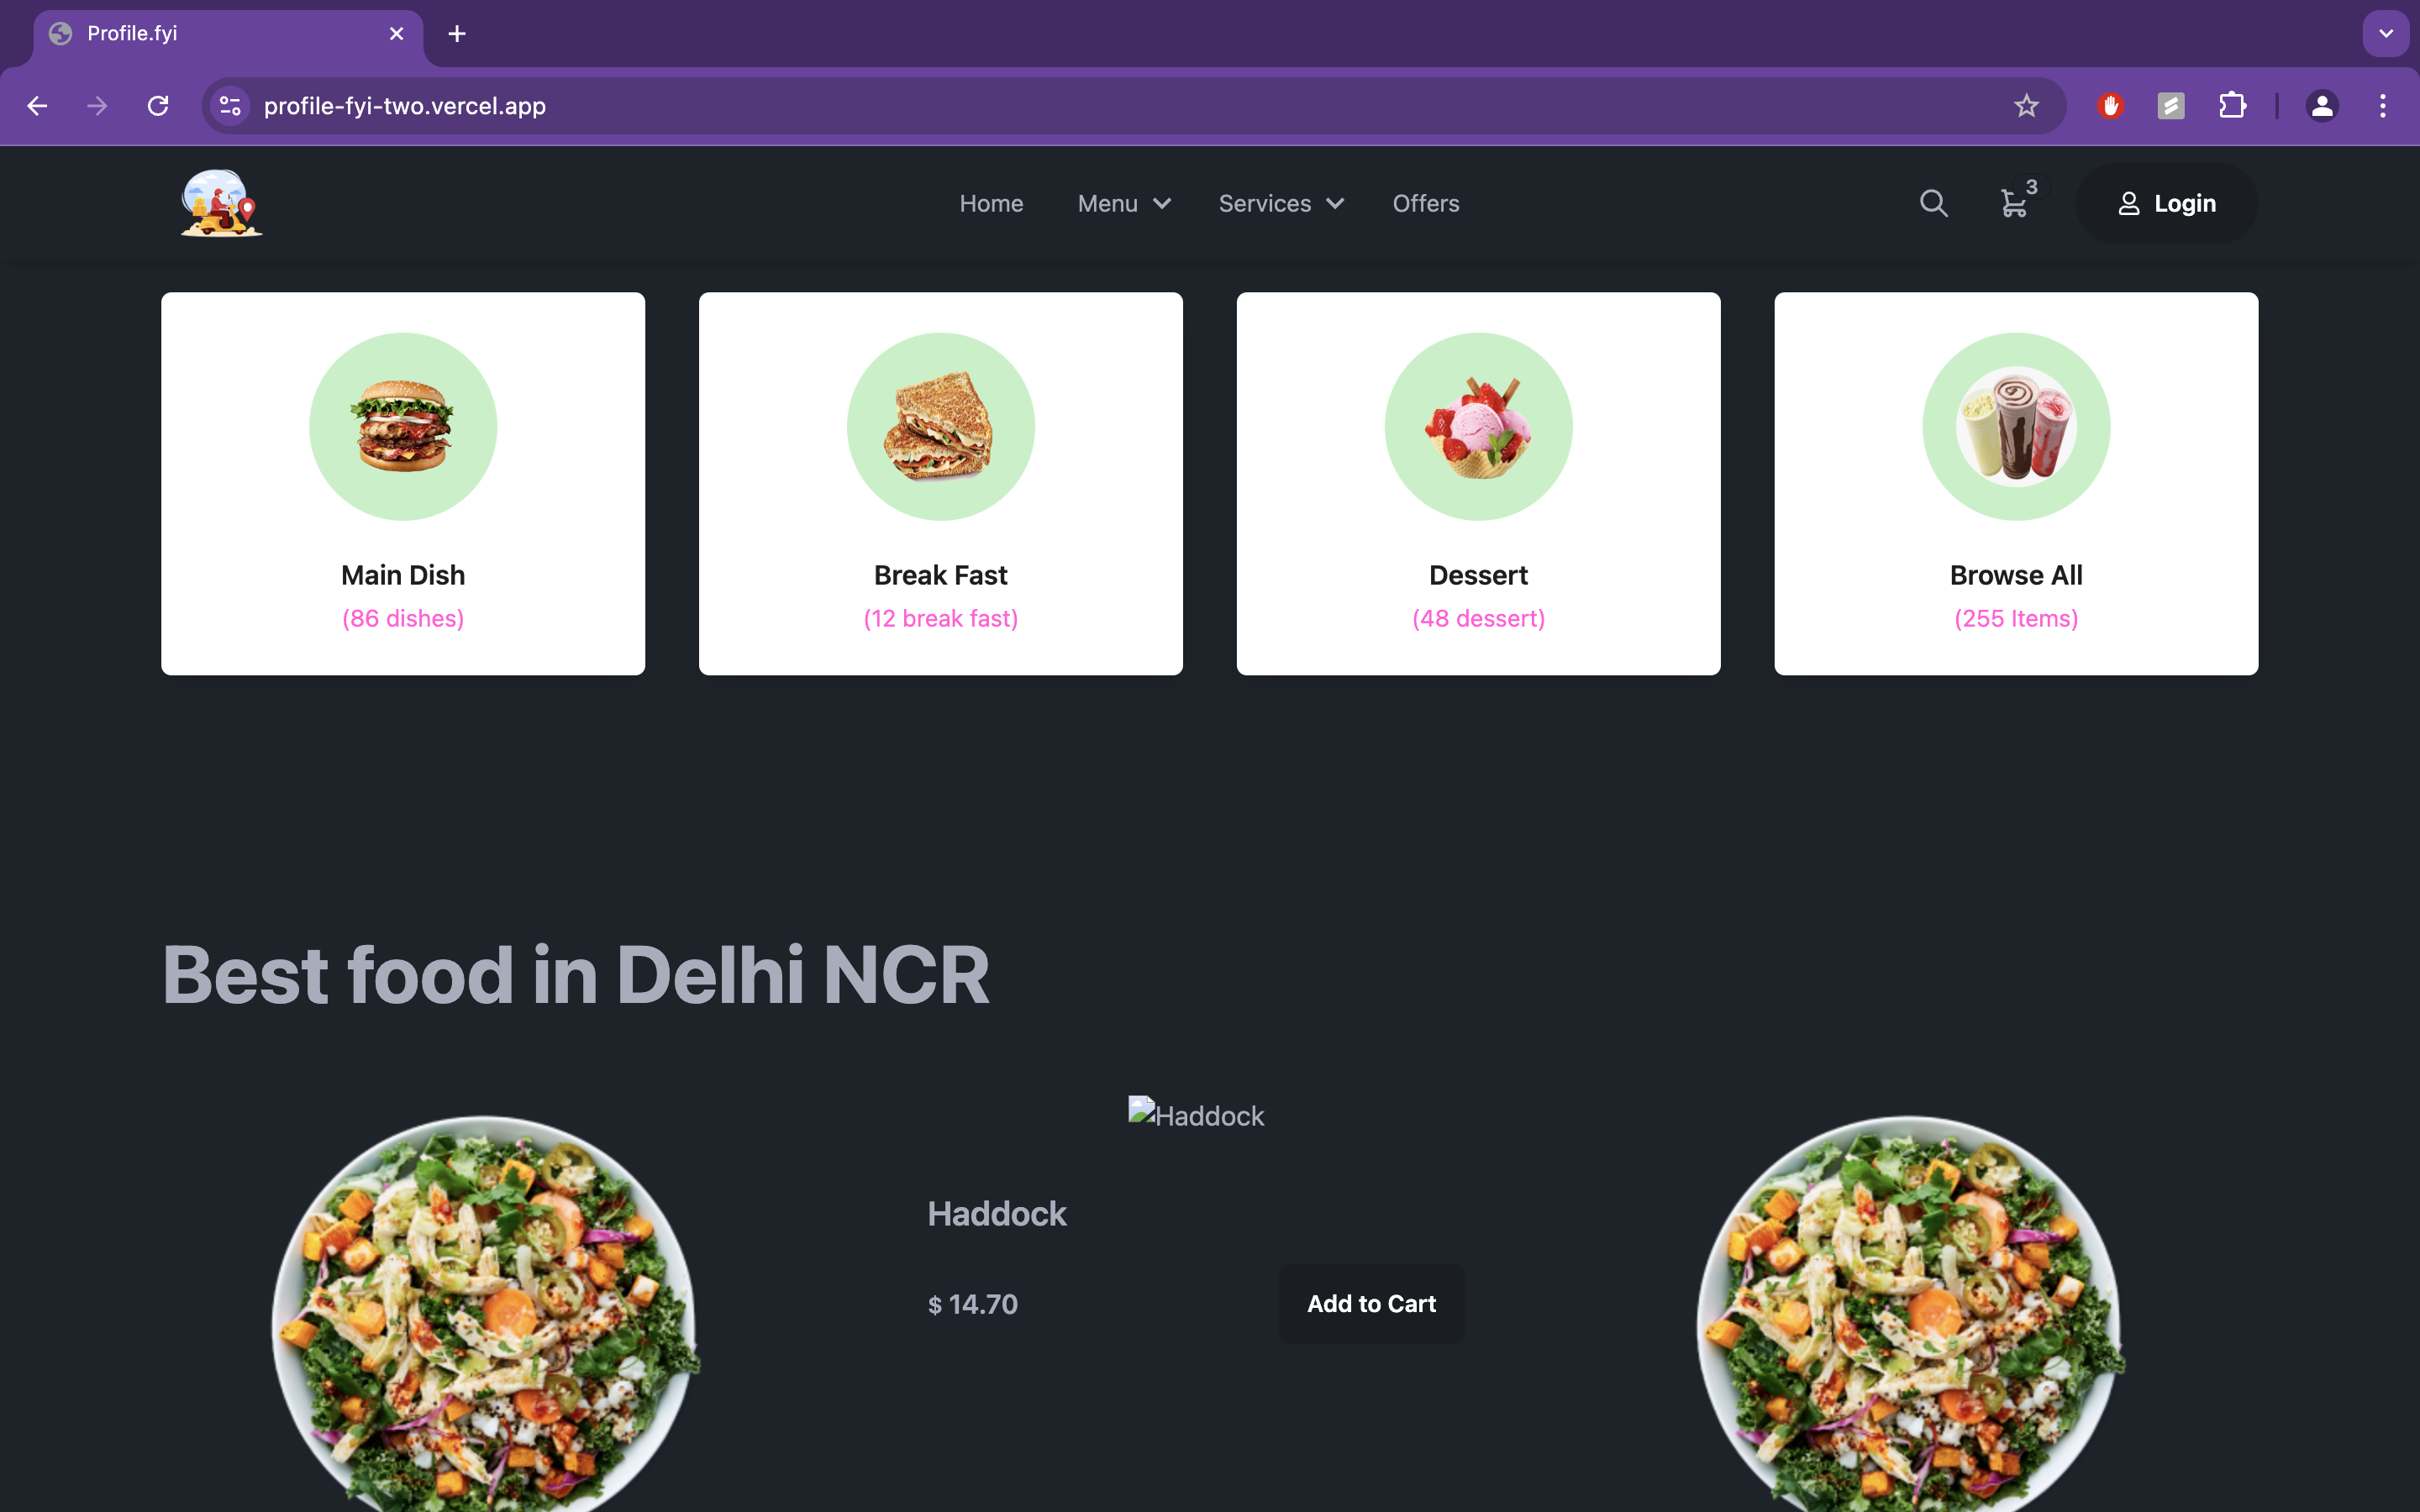 Profile.fyi
profile-fyi-two.vercel.app
Home Menu Services Offers 3 Login
Main Dish
(86 dishes)
Break Fast
(12 break fast)
Dessert
(48 dessert)
Browse All
(255 Items)
Best food in Delhi NCR
Haddock
Haddock
$ 14.70
Add to Cart